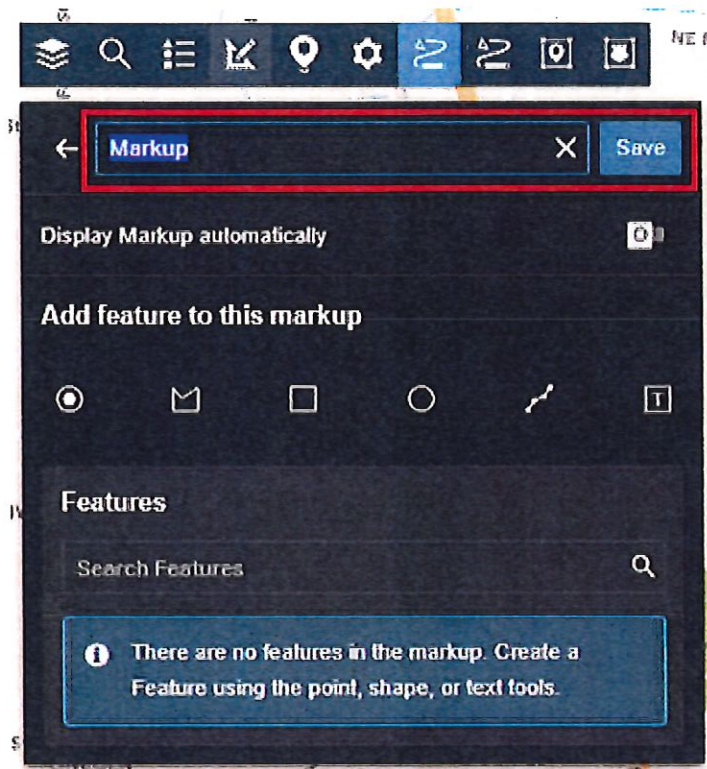 NE
Markup
Save
Display Markup automatically
Add feature to this markup
T
Features
Search Features
There are no features in the markup. Create a
Feature using the point, shape, or text tools.